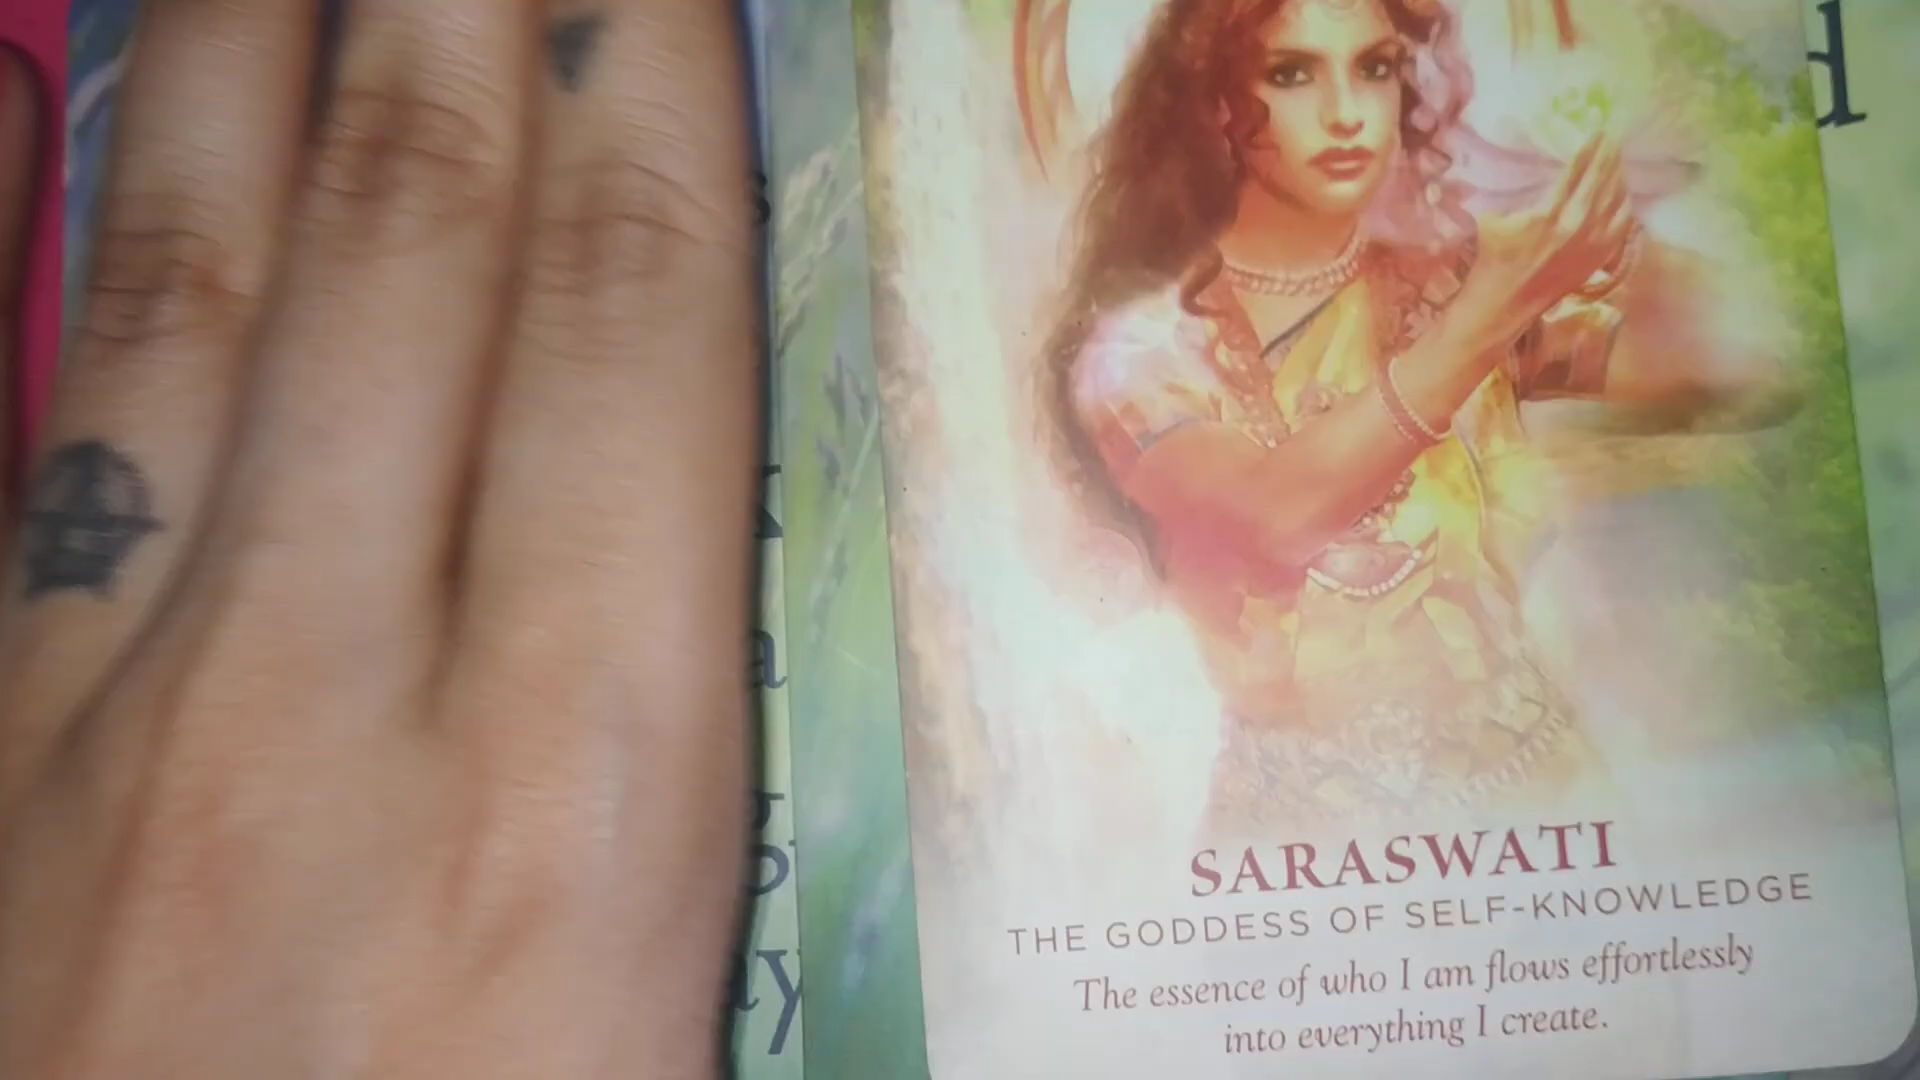 SARASWATI
THE GODDESS OF SELF-KNOWLEDGE
The essence of who I am flows effortlessly
into everything I create.